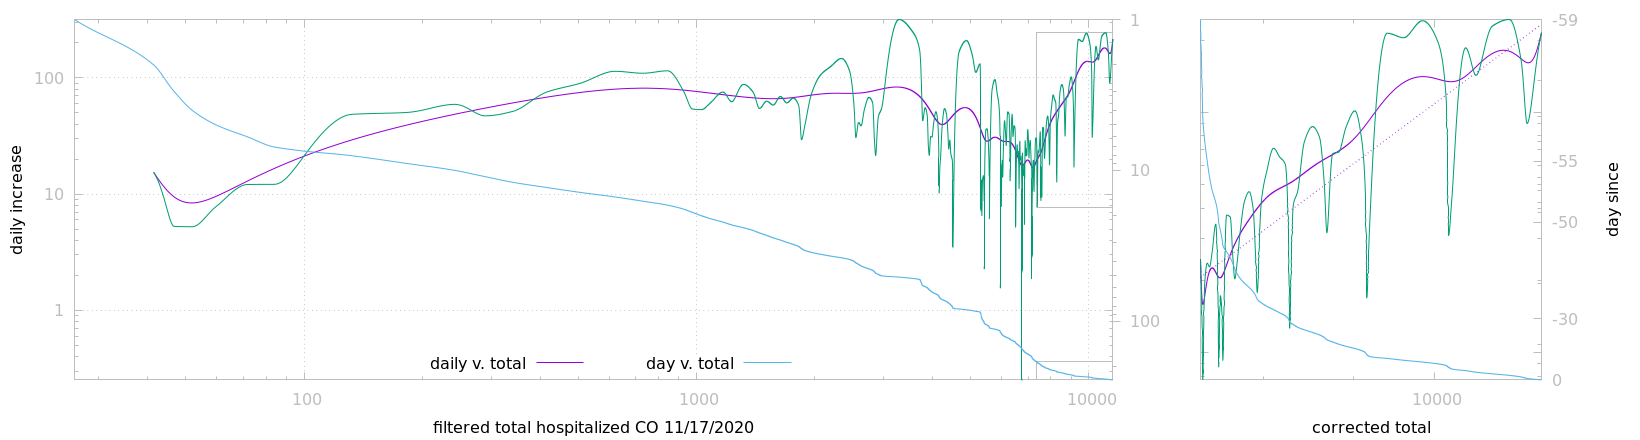 daily increase
100
10
1
daily v. total
day v. total
100
1000
10000
filtered total hospitalized CO 11/17/2020
1
10
100
10000
corrected total
-59
-55
-50
-30
0
day since